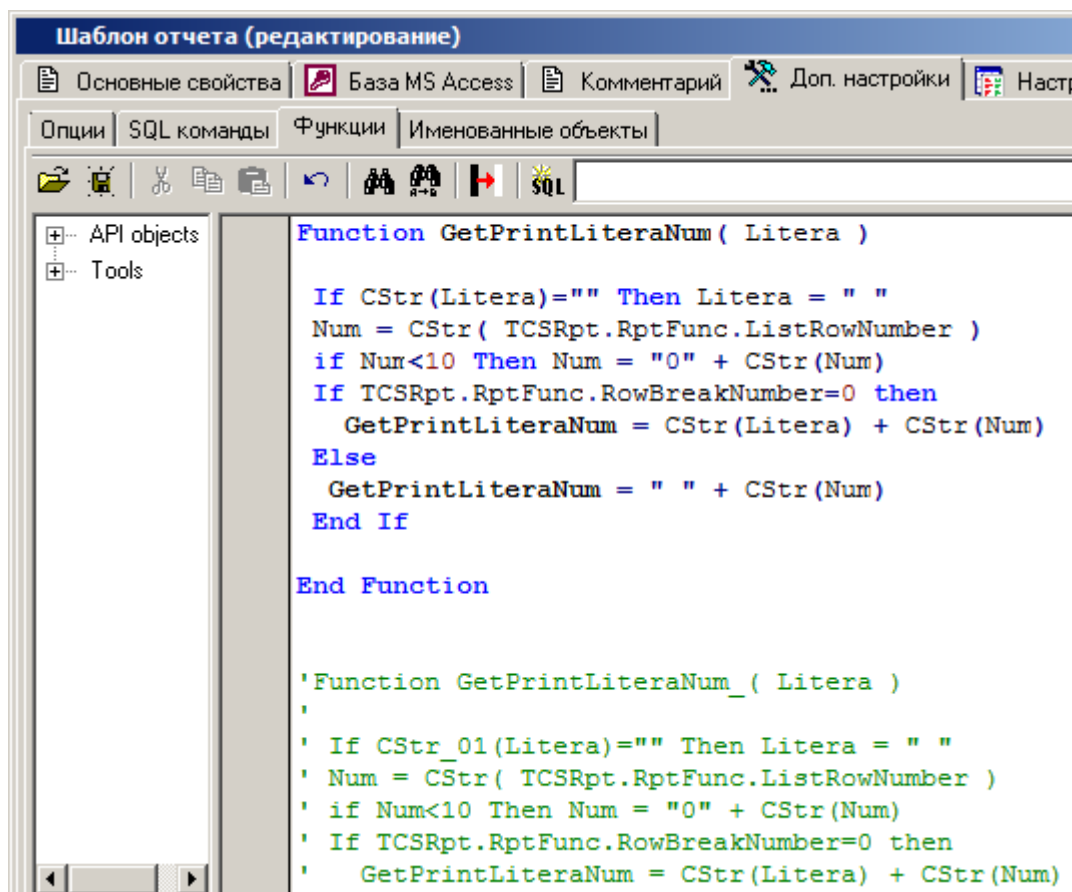 Шаблон отчета (редактирование)
Основные свойства База MS Access Комментарий Доп. настройки Настр
Опции SQL команды Функции Именованные объекты
A→B SQL
API objects
Tools
Function GetPrintLiteraNum( Litera )
If CStr(Litera)="" Then Litera = " "
Num = CStr( TCSRpt.RptFunc.ListRowNumber )
if Num<10 Then Num = "0" + CStr(Num)
If TCSRpt.RptFunc.RowBreakNumber=0 then
GetPrintLiteraNum = CStr(Litera) + CStr(Num)
Else
GetPrintLiteraNum = " " + CStr(Num)
End If
End Function
'Function GetPrintLiteraNum_( Litera )
'
' If CStr_01(Litera)="" Then Litera = " "
' Num = CStr( TCSRpt.RptFunc.ListRowNumber )
' if Num<10 Then Num = "0" + CStr(Num)
' If TCSRpt.RptFunc.RowBreakNumber=0 then
' GetPrintLiteraNum = CStr(Litera) + CStr(Num)